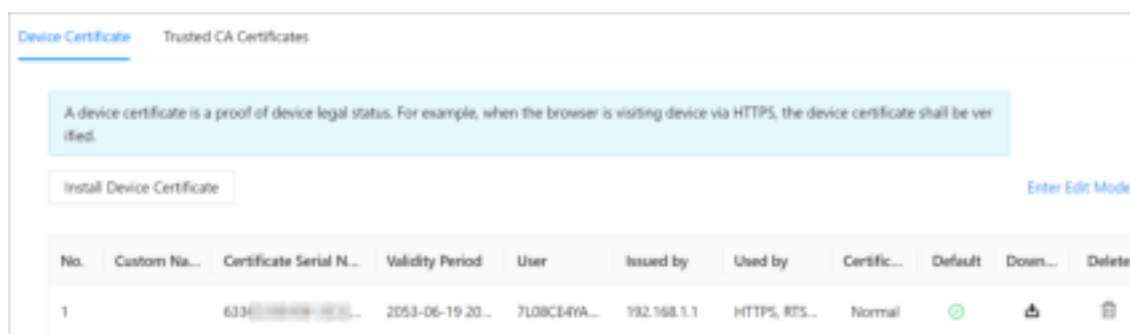 Device Certificate Trusted CA Certificates
A device certificate is a proof of device legal status. For example, when the browser is visiting device via HTTPS, the device certificate shall be ver
ified.
Install Device Certificate Enter Edit Mode
No. Custom Na... Certificate Serial N... Validity Period User Issued by Used by Certific... Default Down... Delete
1 2053-06-19 20... 7L08CE4YA... 192.168.1.1 HTTPS, RTS... Normal